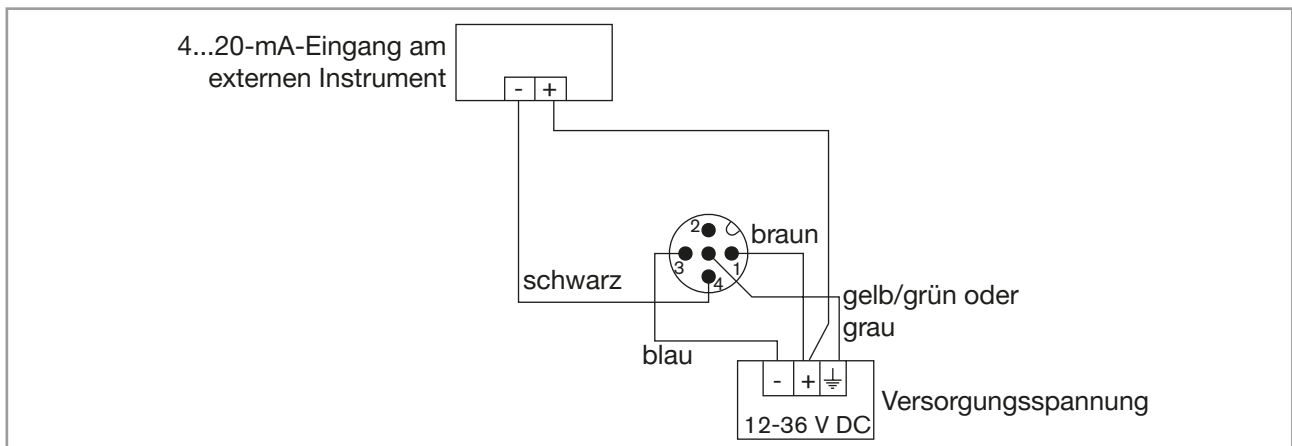 4...20-mA-Eingang am
externen Instrument
- +
2
braun
3
1
4
schwarz
gelb/grün oder
grau
blau
- +
Versorgungsspannung
12-36 V DC